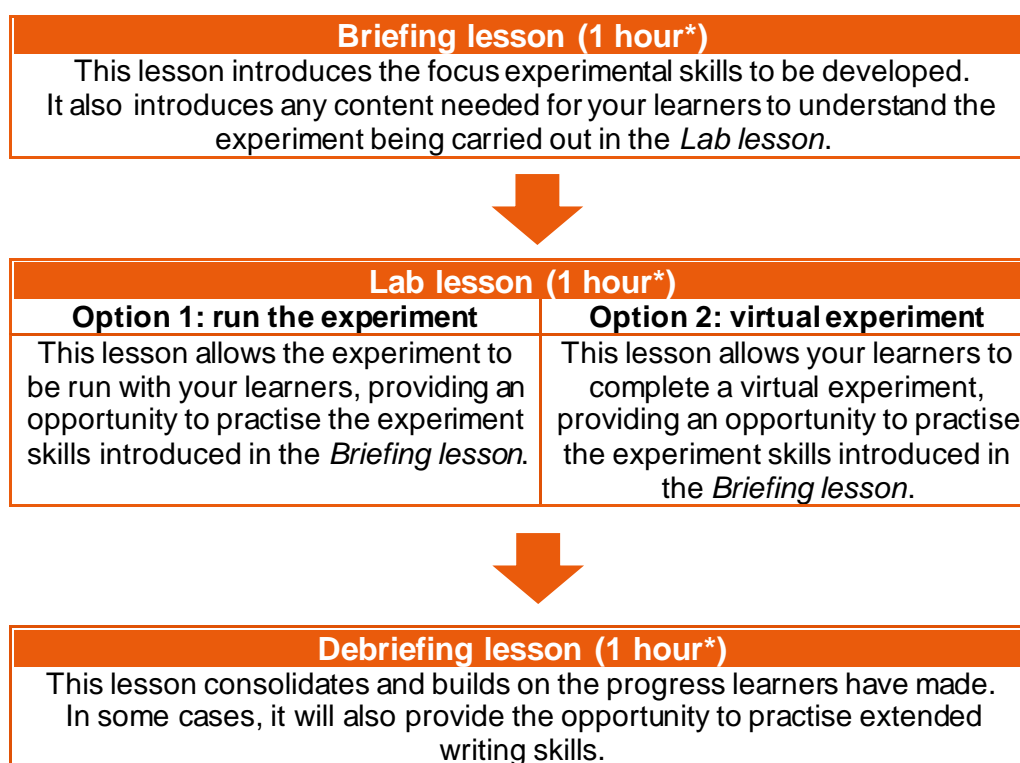 Briefing lesson (1 hour*)
This lesson introduces the focus experimental skills to be developed.
It also introduces any content needed for your learners to understand the
experiment being carried out in the Lab lesson.
Lab lesson (1 hour*)
Option 1: run the experiment
This lesson allows the experiment to
be run with your learners, providing an
opportunity to practise the experiment
skills introduced in the Briefing lesson.
Option 2: virtual experiment
This lesson allows your learners to
complete a virtual experiment,
providing an opportunity to practise
the experiment skills introduced in
the Briefing lesson.
Debriefing lesson (1 hour*)
This lesson consolidates and builds on the progress learners have made.
In some cases, it will also provide the opportunity to practise extended
writing skills.